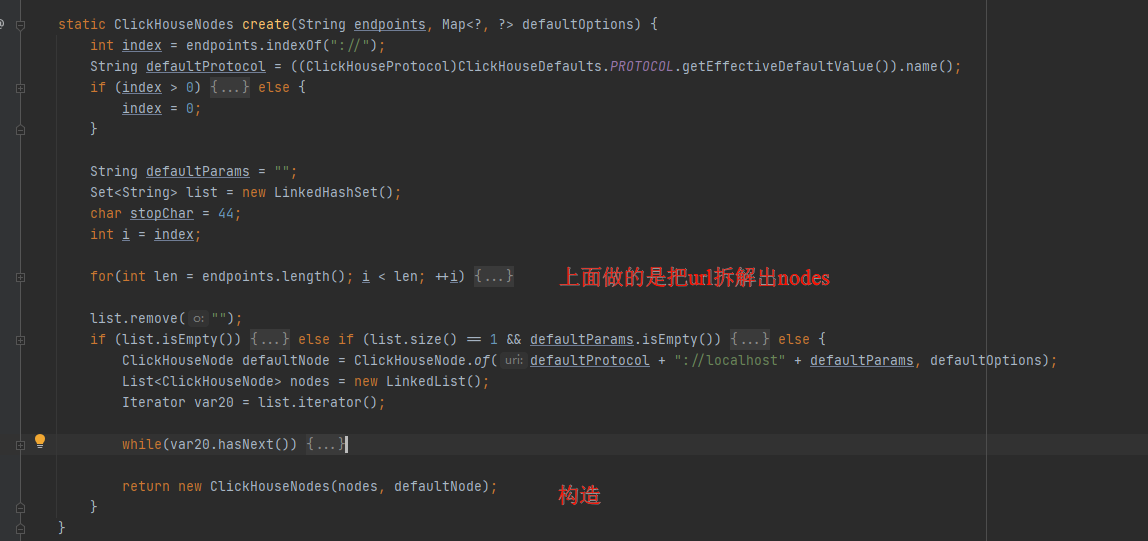 static ClickHouseNodes create(String endpoints, Map<?, ?> defaultOptions) {
int index = endpoints.indexOf("://");
String defaultProtocol = ((ClickHouseProtocol)ClickHouseDefaults.PROTOCOL.getEffectiveDefaultValue()).name();
if (index > 0) {...} else {
index = 0;
}
String defaultParams = "";
Set<String> list = new LinkedHashSet();
char stopChar = 44;
int i = index;
for(int len = endpoints.length(); i < len; ++i) {...} 上面做的是把url拆解出nodes
list.remove( o: "");
if (list.isEmpty()) {...} else if (list.size() == 1 && defaultParams.isEmpty()) {...} else {
ClickHouseNode defaultNode = ClickHouseNode.of( uri: defaultProtocol + "://localhost" + defaultParams, defaultOptions);
List<ClickHouseNode> nodes = new LinkedList();
Iterator var20 = list.iterator();
while(var20.hasNext()) {...}
return new ClickHouseNodes(nodes, defaultNode); 构造
}
}